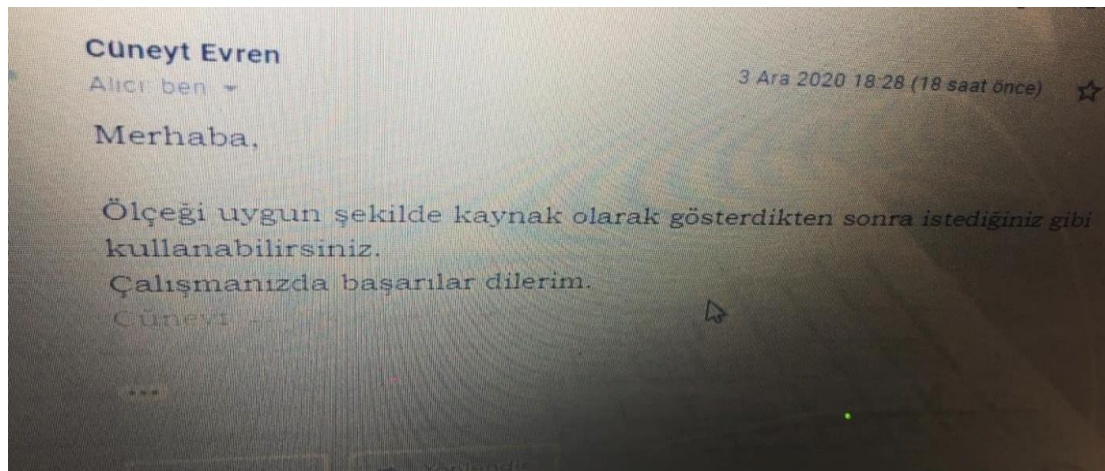 Cüneyt Evren
Alıcı: ben
3 Ara 2020 18:28 (18 saat önce)
Merhaba,
Ölçeği uygun şekilde kaynak olarak gösterdikten sonra istediğiniz gibi
kullanabilirsiniz.
Çalışmanızda başarılar dilerim.
Cüneyt